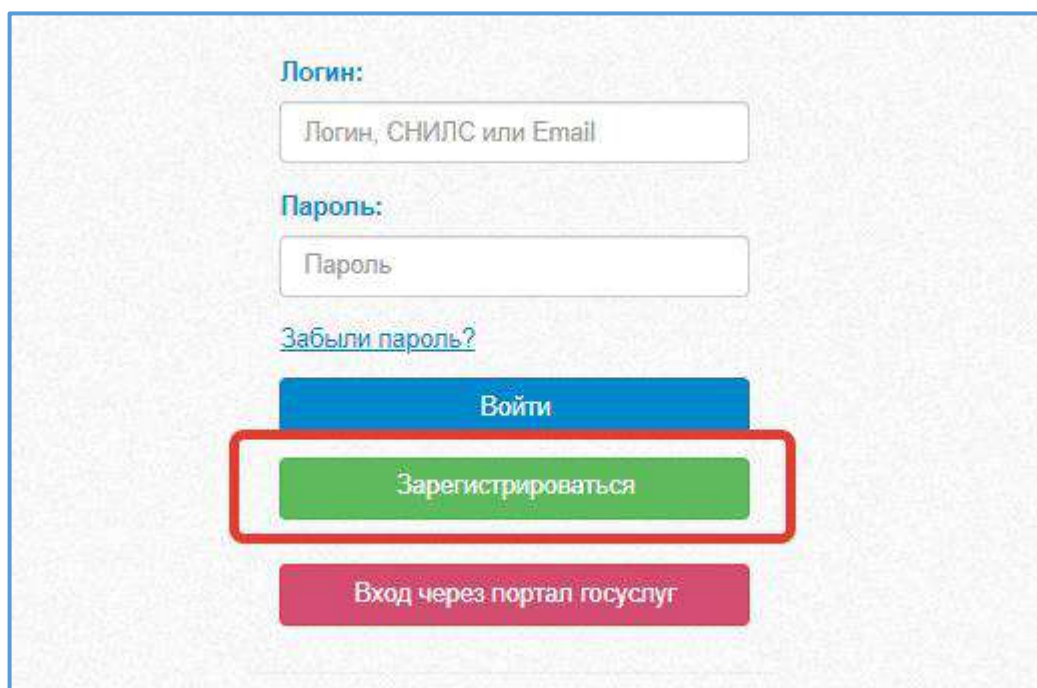 Логин:
Логин, СНИЛС или Email
Пароль:
Пароль
Забыли пароль?
Войти
Зарегистрироваться
Вход через портал госуслуг